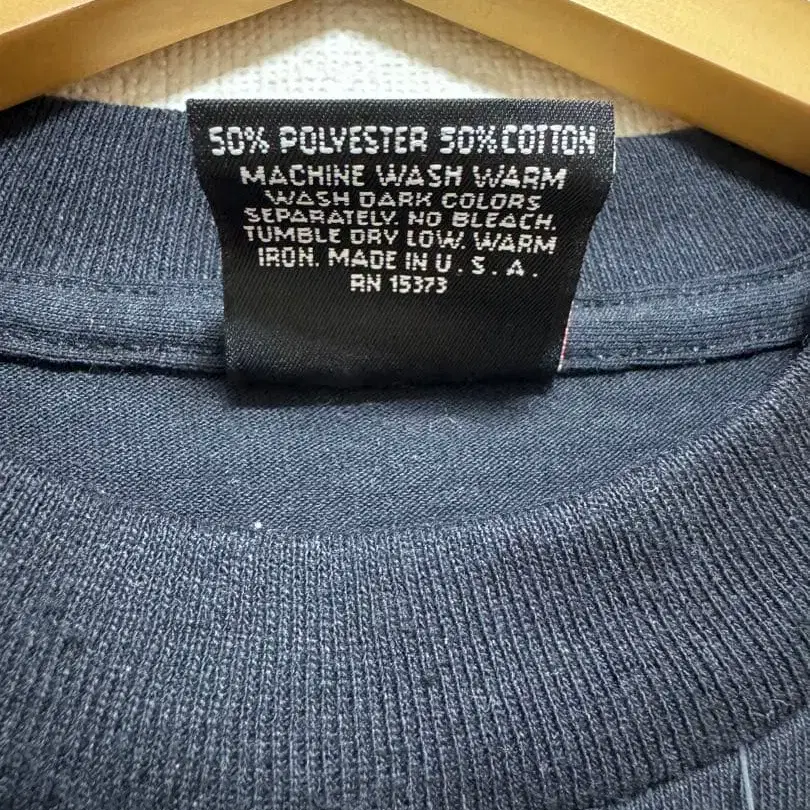 50% POLYESTER 50% COTTON
MACHINE WASH WARM
WASH DARK COLORS
SEPARATELY. NO BLEACH.
TUMBLE DRY LOW. WARM
IRON. MADE IN U.S.A.
RN 15373